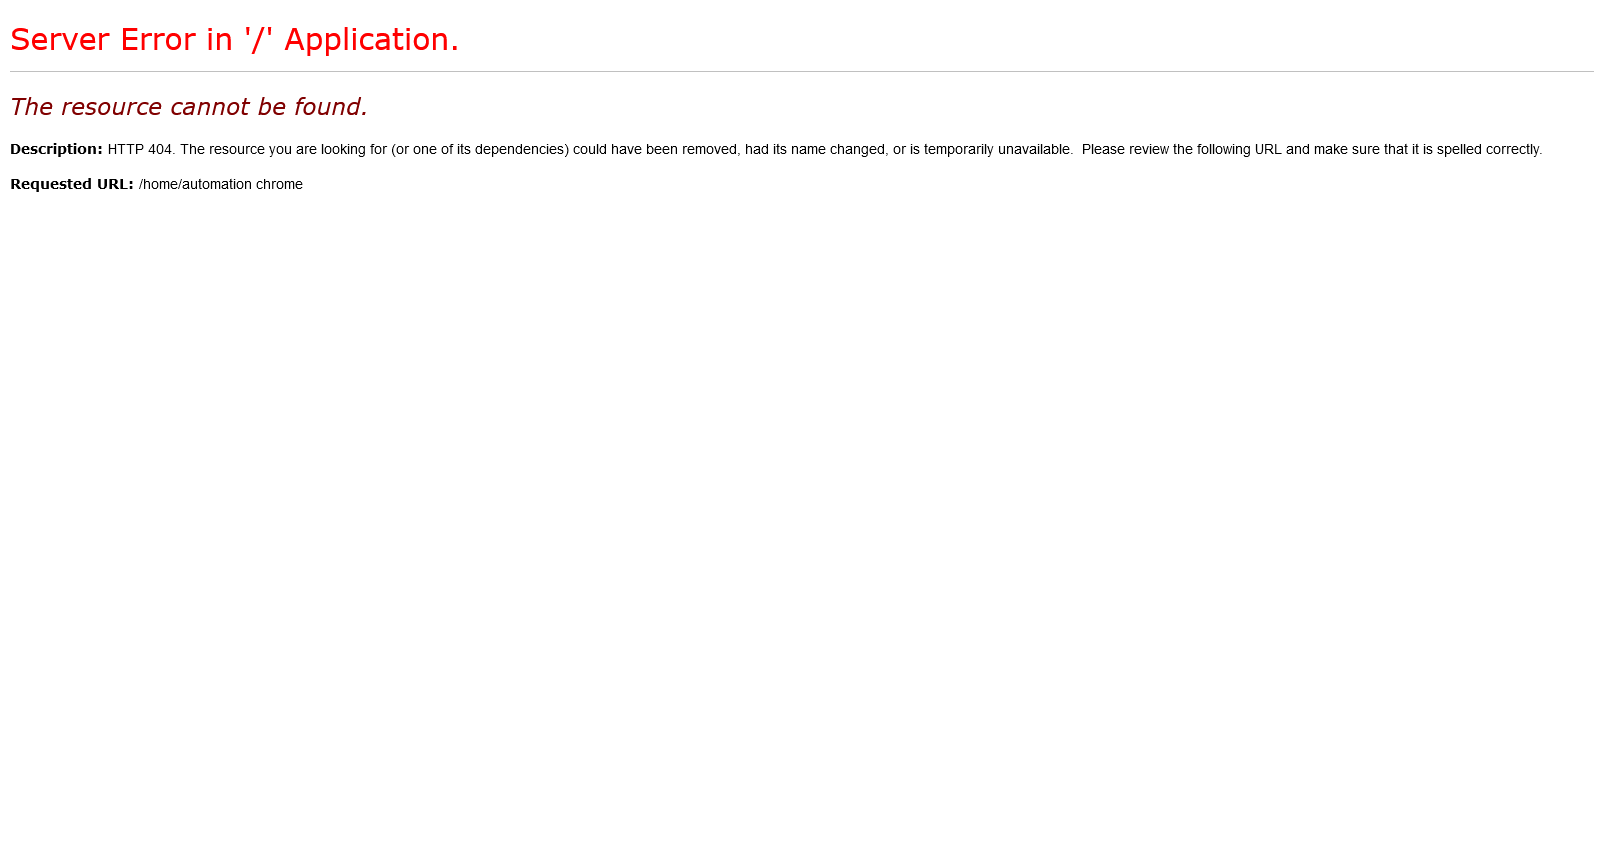 Server Error in '/' Application.
The resource cannot be found.
Description: HTTP 404. The resource you are looking for (or one of its dependencies) could have been removed, had its name changed, or is temporarily unavailable.  Please review the following URL and make sure that it is spelled correctly.
Requested URL: /home/automation chrome